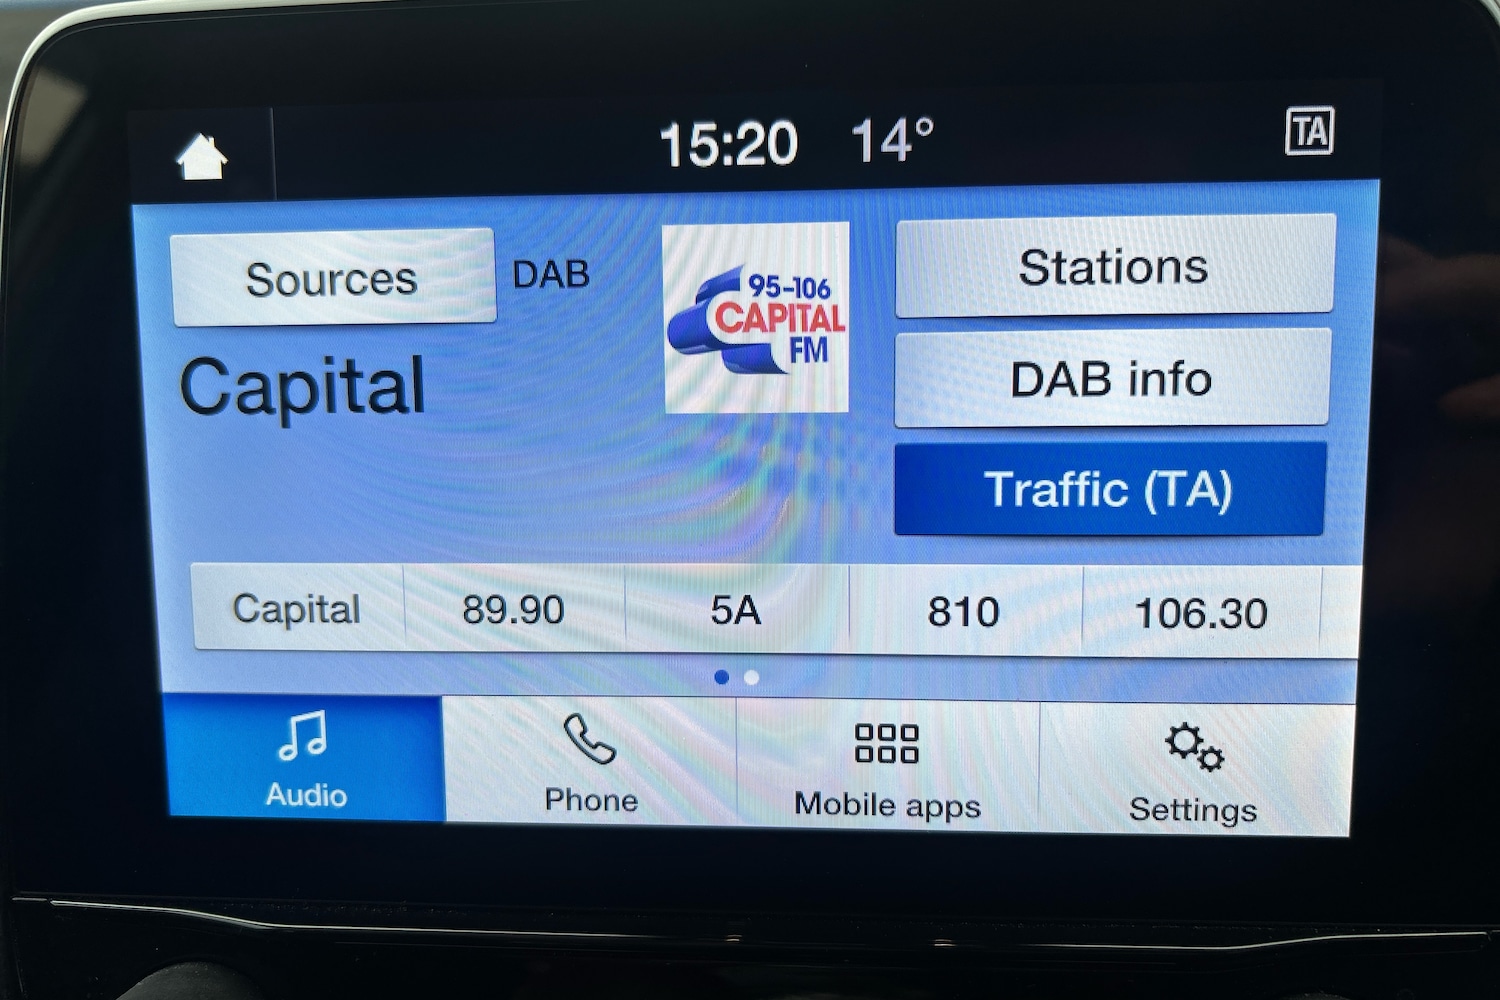 15:20 14° TA
Sources DAB
95-106
CAPITAL
FM
Stations
Capital
DAB info
Traffic (TA)
Capital 89.90 5A 810 106.30
Audio Phone Mobile apps Settings